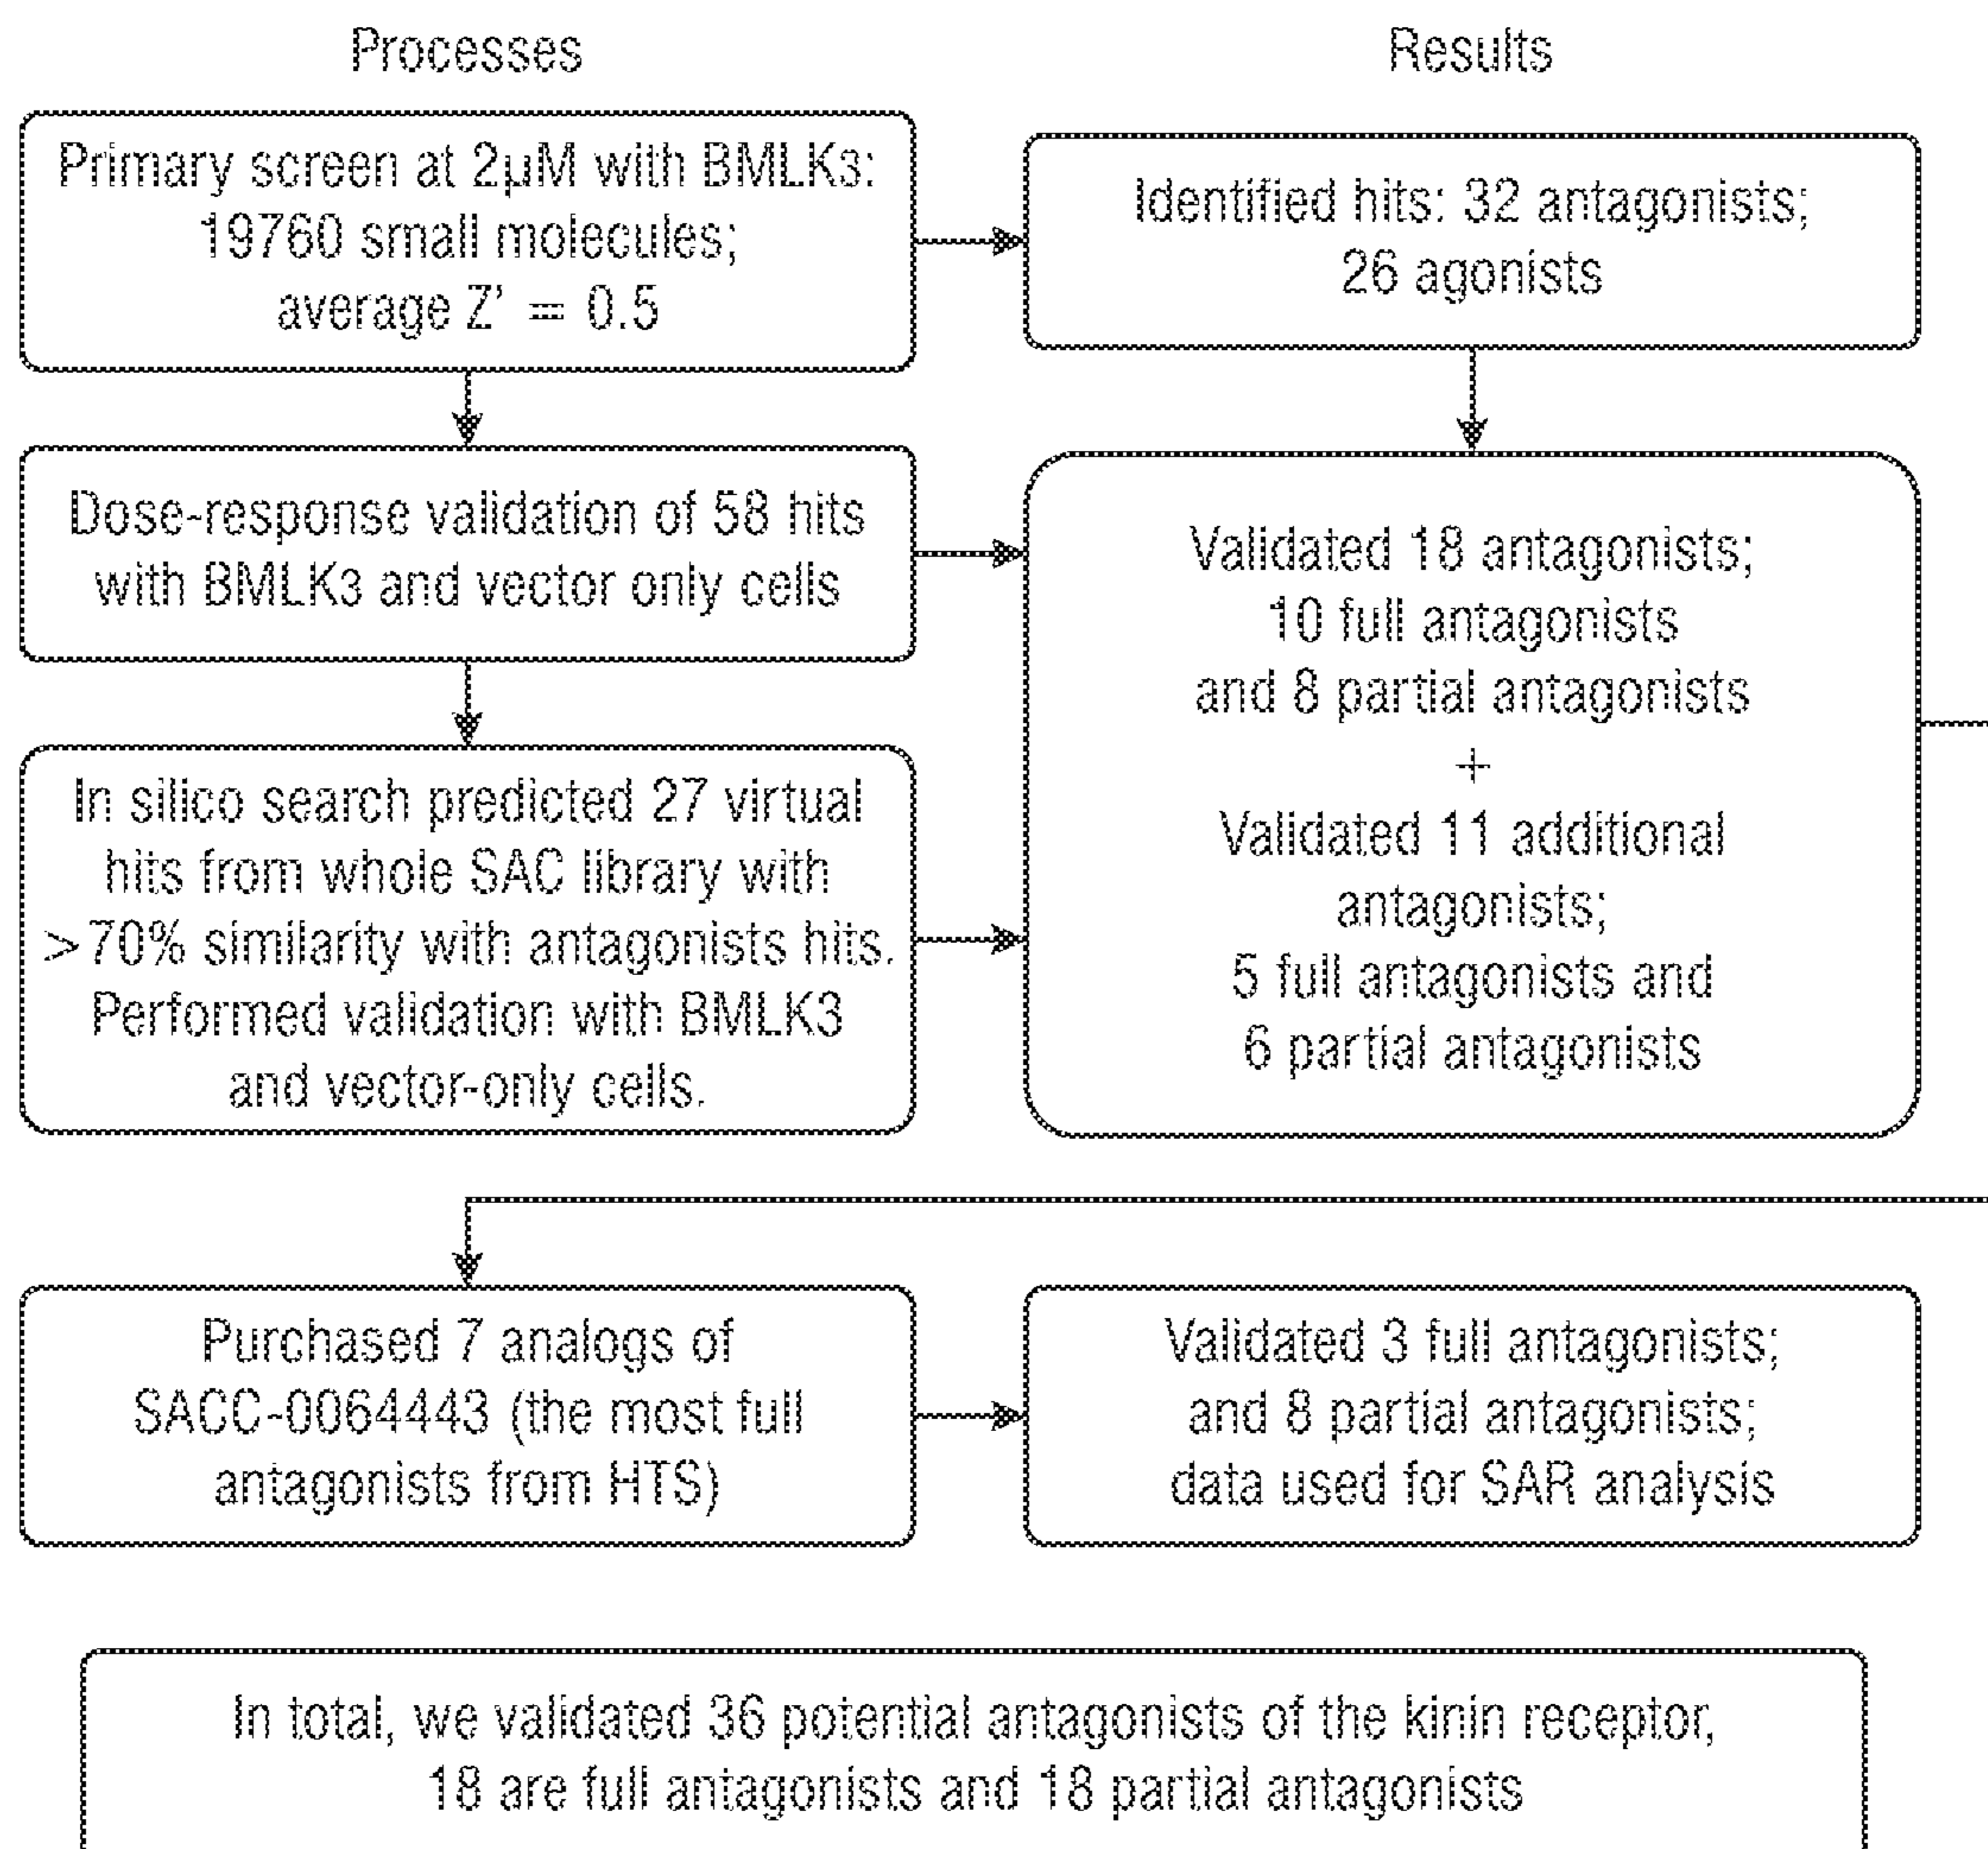 Processes
Results
Primary screen at 2µM with BMLK3:
19760 small molecules;
average Z' = 0.5
Identified hits: 32 antagonists;
26 agonists
Dose-response validation of 58 hits
with BMLK3 and vector only cells
Validated 18 antagonists;
10 full antagonists
and 8 partial antagonists
+
Validated 11 additional
antagonists;
5 full antagonists and
6 partial antagonists
In silico search predicted 27 virtual
hits from whole SAC library with
>70% similarity with antagonists hits.
Performed validation with BMLK3
and vector-only cells.
Purchased 7 analogs of
SACC-0064443 (the most full
antagonists from HTS)
Validated 3 full antagonists;
and 8 partial antagonists;
data used for SAR analysis
In total, we validated 36 potential antagonists of the kinin receptor,
18 are full antagonists and 18 partial antagonists